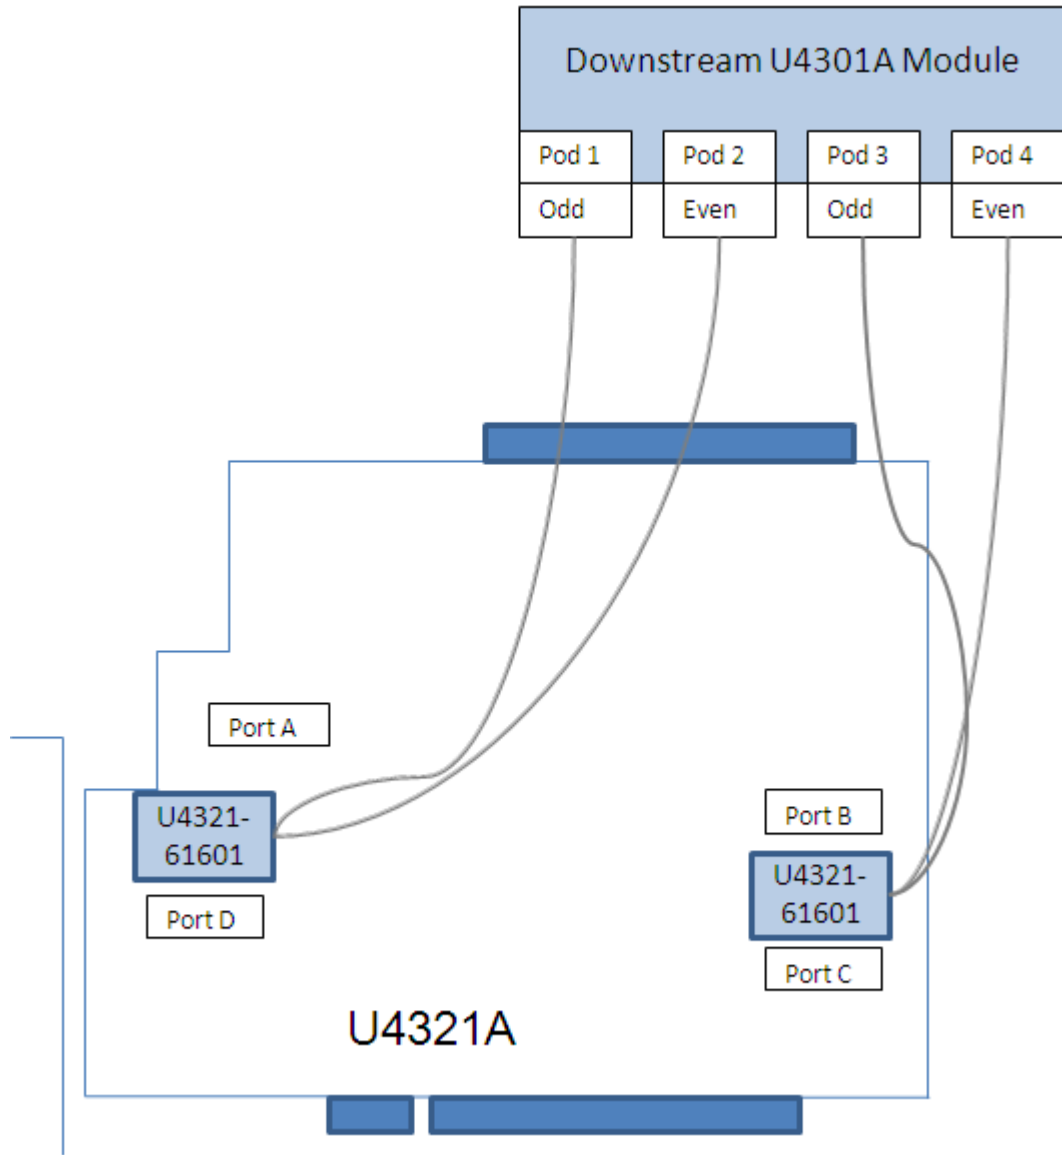 Downstream U4301A Module
Pod 1
Pod 2
Pod 3
Pod 4
Odd
Even
Odd
Even
Port A
U4321-
61601
Port D
Port B
U4321-
61601
Port C
U4321A